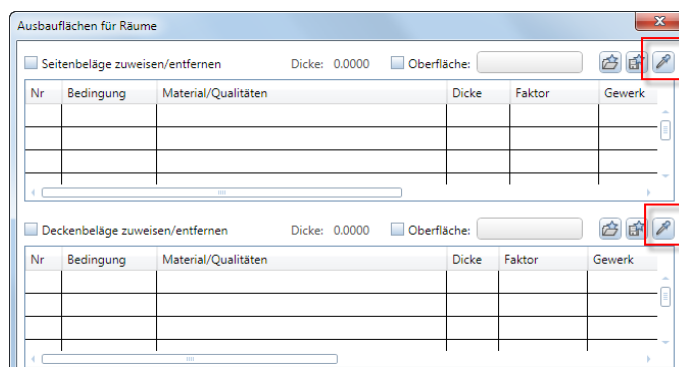 Ausbauflächen für Räume
Seitenbeläge zuweisen/entfernen Dicke: 0.0000 Oberfläche:
Nr Bedingung Material/Qualitäten Dicke Faktor Gewerk
Deckenbeläge zuweisen/entfernen Dicke: 0.0000 Oberfläche:
Nr Bedingung Material/Qualitäten Dicke Faktor Gewerk